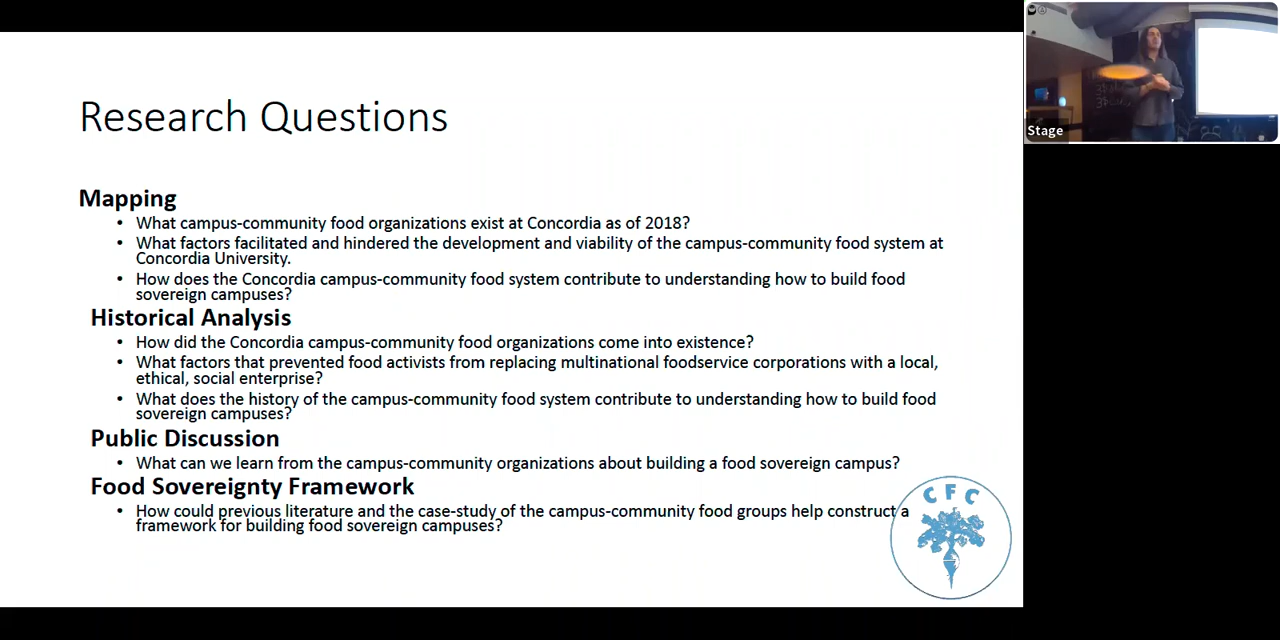 Research Questions
Mapping
• What campus-community food organizations exist at Concordia as of 2018?
• What factors facilitated and hindered the development and viability of the campus-community food system at
Concordia University.
• How does the Concordia campus-community food system contribute to understanding how to build food
sovereign campuses?
Historical Analysis
• How did the Concordia campus-community food organizations come into existence?
• What factors that prevented food activists from replacing multinational foodservice corporations with a local,
ethical, social enterprise?
• What does the history of the campus-community food system contribute to understanding how to build food
sovereign campuses?
Public Discussion
• What can we learn from the campus-community organizations about building a food sovereign campus?
Food Sovereignty Framework
• How could previous literature and the case-study of the campus-community food groups help construct a
framework for building food sovereign campuses?
CFC
Stage